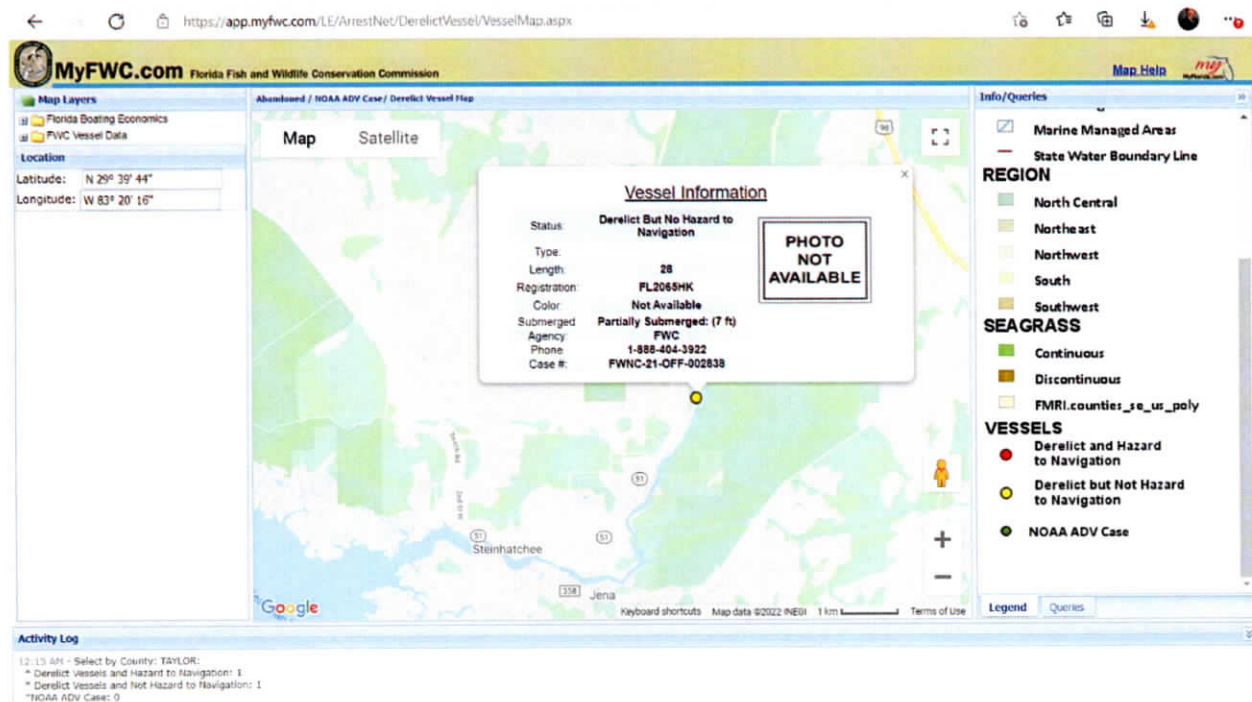 https://app.myfwc.com/LE/ArrestNet/DerelictVessel/VesselMap.aspx
MyFWC.com Florida Fish and Wildlife Conservation Commission
Map Help
Map Layers
Florida Boating Economics
FWC Vessel Data
Location
Latitude: N 29° 39' 44"
Longitude: W 83° 20' 16"
Abandoned / NOAA ADV Case/ Derelict Vessel Map
Map Satellite
98
Vessel Information
Status: Derelict But No Hazard to
Navigation
Type:
Length: 28
Registration: FL2065HK
Color: Not Available
Submerged Partially Submerged: (7 ft)
Agency: FWC
Phone: 1-888-404-3922
Case #: FWNC-21-OFF-002838
PHOTO
NOT
AVAILABLE
51
51
51
Steinhatchee
358
Jena
Google
Keyboard shortcuts Map data ©2022 INEGI 1 km Terms of Use
Info/Queries
Marine Managed Areas
State Water Boundary Line
REGION
North Central
Northeast
Northwest
South
Southwest
SEAGRASS
Continuous
Discontinuous
FMRI.counties_se_us_poly
VESSELS
Derelict and Hazard
to Navigation
Derelict but Not Hazard
to Navigation
NOAA ADV Case
Legend Queries
Activity Log
12:15 AM - Select by County: TAYLOR:
* Derelict Vessels and Hazard to Navigation: 1
* Derelict Vessels and Not Hazard to Navigation: 1
*NOAA ADV Case: 0